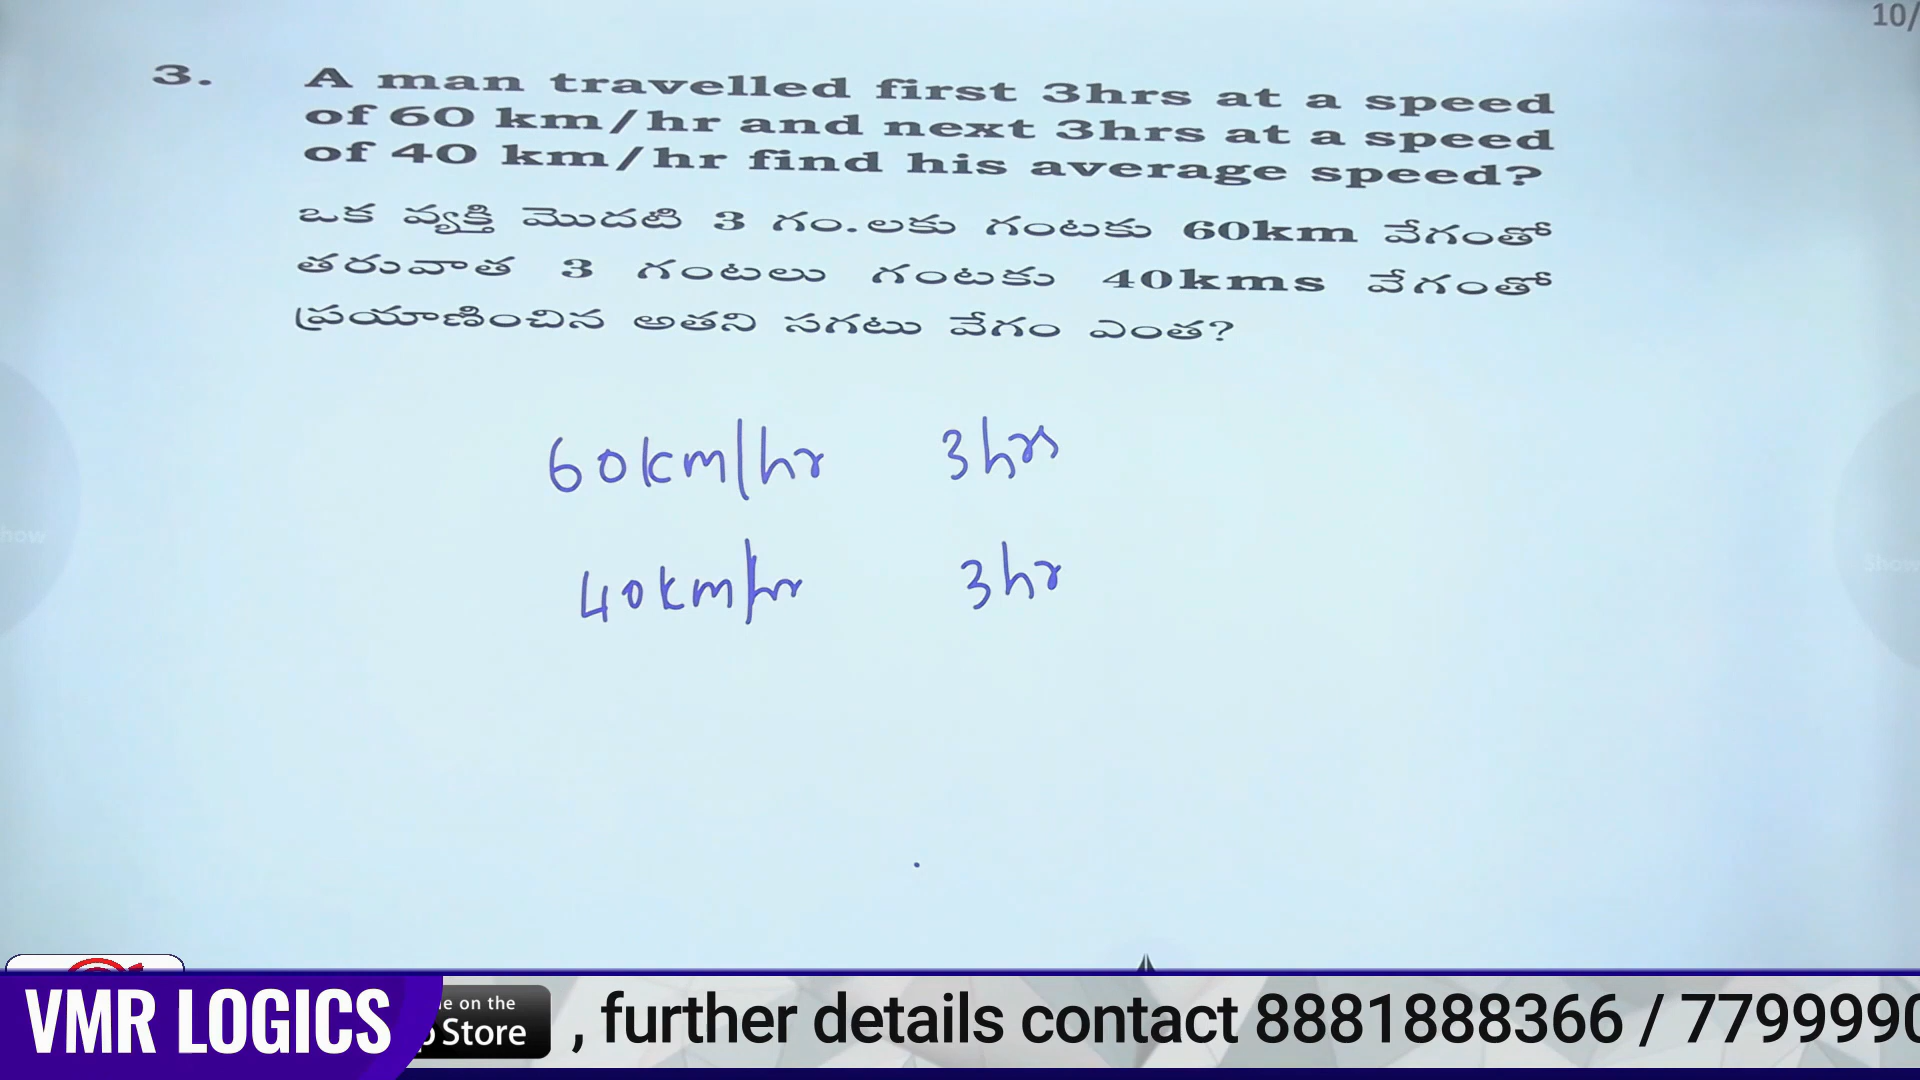 10/
3. A man travelled first 3hrs at a speed
of 60 km/hr and next 3hrs at a speed
of 40 km/hr find his average speed?
ఒక వ్యక్తి మొదటి 3 గం.లకు గంటకు 60km వేగంతో
తరువాత 3 గంటలు గంటకు 40kms వేగంతో
ప్రయాణించిన అతని సగటు వేగం ఎంత?
60km/hr 3hrs
how
40km/hr 3hr
Show
VMR LOGICS
e on the
p Store
, further details contact 8881888366 / 7799990